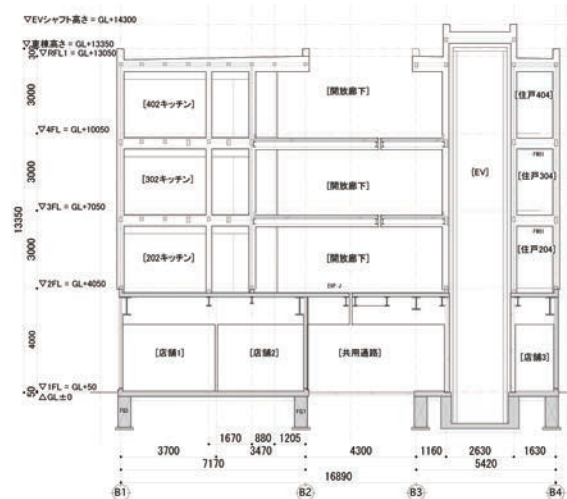 ▽EVシャフト高さ = GL+14300
▽軒棟高さ = GL+13350
▽RFL1 = GL+13050
300
3000
[402キッチン]
[開放廊下]
[住戸404]
▽4FL = GL+10050
3000
[302キッチン]
[開放廊下]
[EV]
[住戸304]
13350
▽3FL = GL+7050
3000
[202キッチン]
[開放廊下]
[住戸204]
▽2FL = GL+4050
EXP.J
4000
[店舗1]
[店舗2]
[共用通路]
[店舗3]
50
▽1FL = GL+50
△GL±0
FG1
1670
880
1205
3700
3470
4300
1160
2630
1630
7170
5420
16890
B1
B2
B3
B4